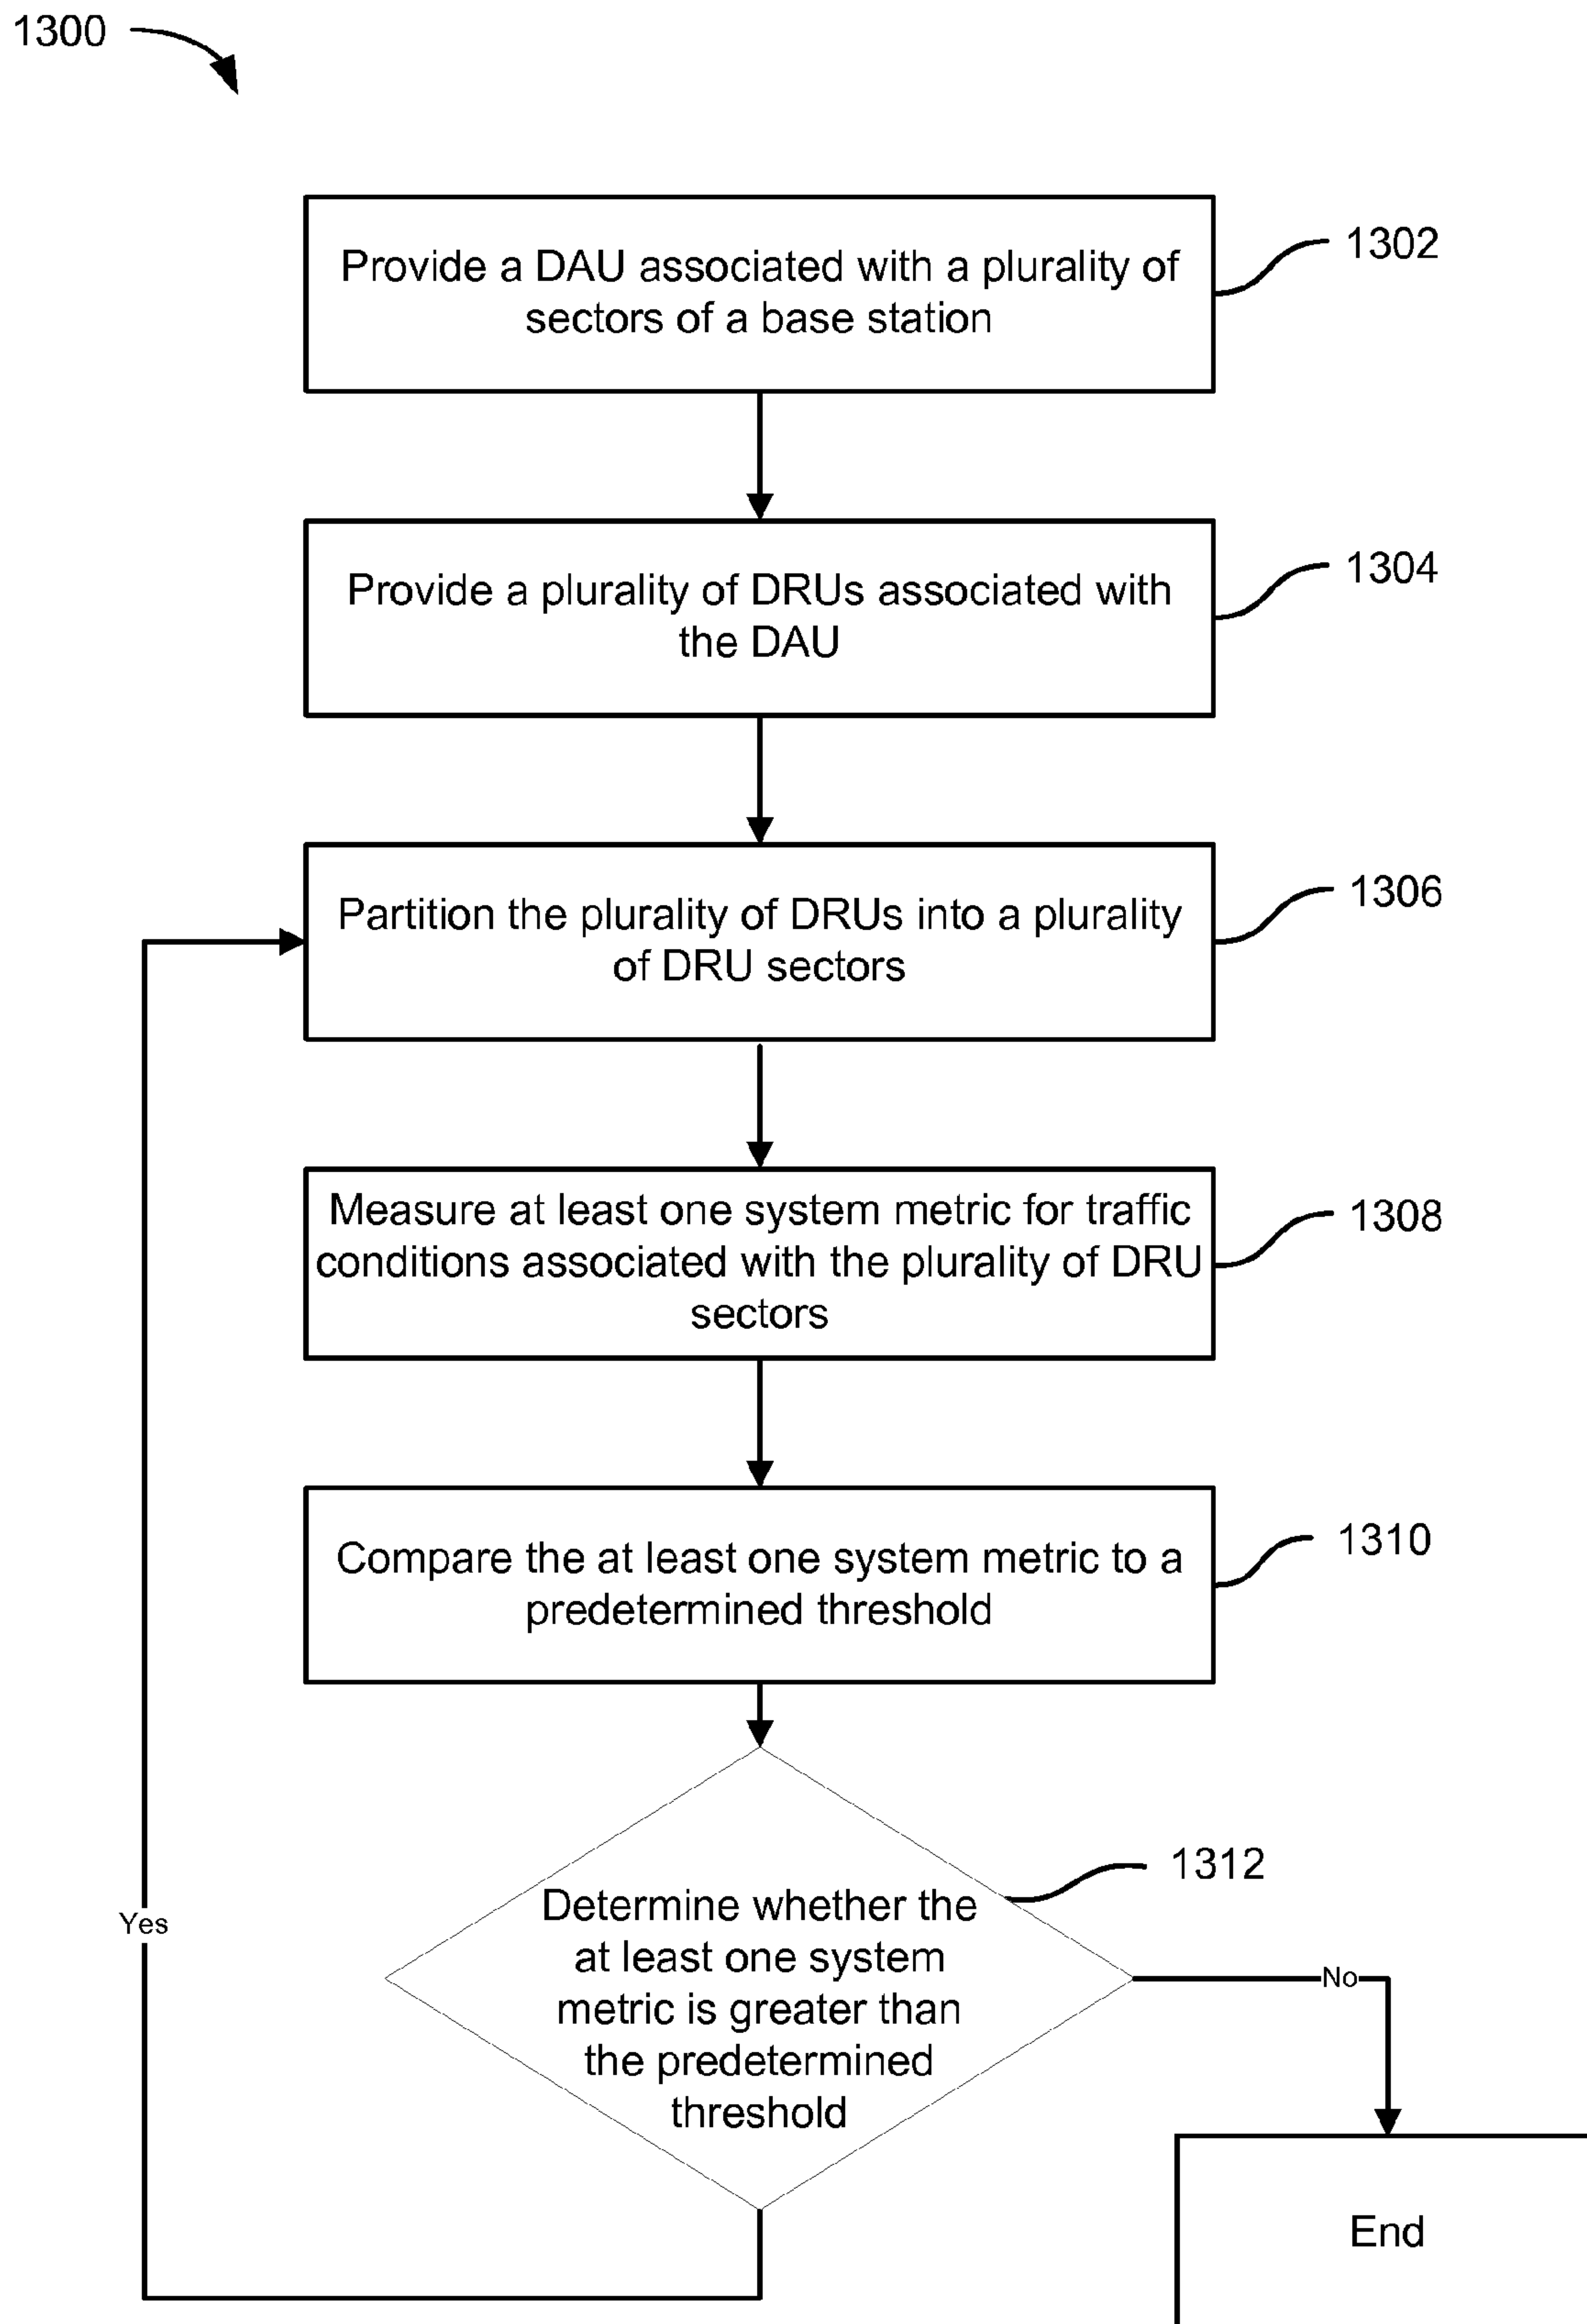 1300
Provide a DAU associated with a plurality of
sectors of a base station
1302
Provide a plurality of DRUs associated with
the DAU
1304
Partition the plurality of DRUs into a plurality
of DRU sectors
1306
Measure at least one system metric for traffic
conditions associated with the plurality of DRU
sectors
1308
Compare the at least one system metric to a
predetermined threshold
1310
1312
Determine whether the
at least one system
metric is greater than
the predetermined
threshold
Yes
No
End